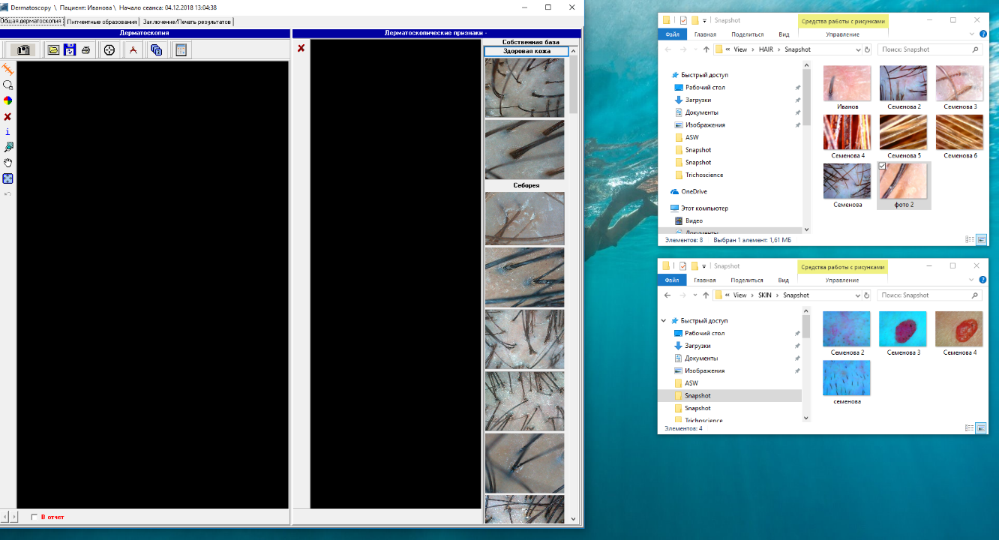 Dermatoscopy \ Пациент: Иванова \ Начало сеанса: 04.12.2018 13:04:38
Общая дерматоскопия Пигментные образования Заключение/Печать результатов
Дерматоскопия
Дерматоскопические признаки -
Собственная база
Здоровая кожа
Себорея
В отчет
Snapshot
Средства работы с рисунками
Файл Главная Поделиться Вид Управление
« View › HAIR › Snapshot
Поиск: Snapshot
Быстрый доступ
Рабочий стол
Загрузки
Документы
Изображения
ASW
Snapshot
Snapshot
Trichoscience
OneDrive
Этот компьютер
Видео
Документы
Иванов Семенова 2 Семенова 3
Семенова 4 Семенова 5 Семенова 6
Семенова фото 2
Элементов: 8 Выбран 1 элемент: 1,61 МБ
Snapshot
Средства работы с рисунками
Файл Главная Поделиться Вид Управление
« View › SKIN › Snapshot
Поиск: Snapshot
Быстрый доступ
Рабочий стол
Загрузки
Документы
Изображения
ASW
Snapshot
Snapshot
Trichoscience
Семенова 2 Семенова 3 Семенова 4
семенова
Элементов: 4